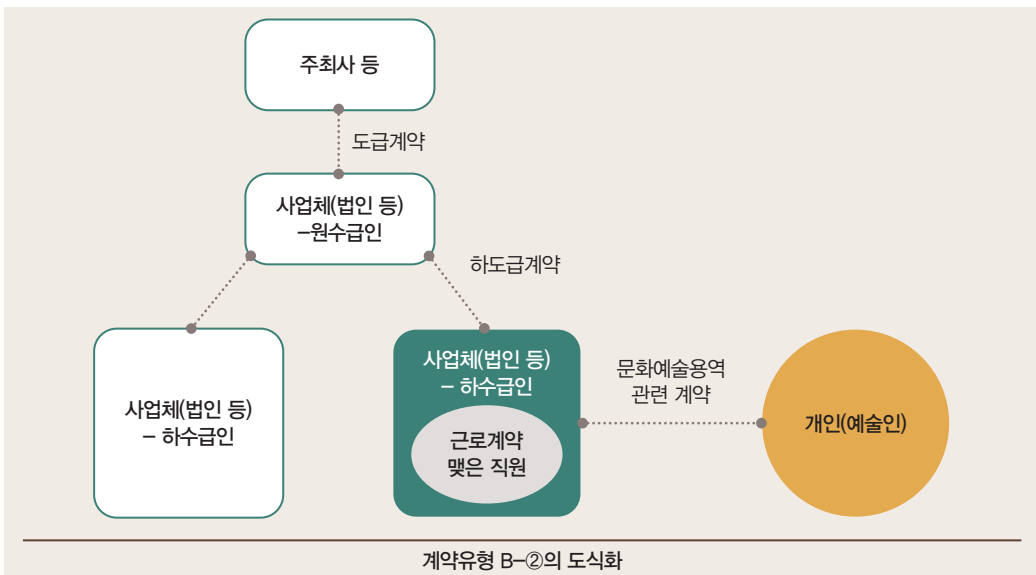 주최사 등
도급계약
사업체(법인 등)
–원수급인
하도급계약
사업체(법인 등)
– 하수급인
사업체(법인 등)
– 하수급인
근로계약
맺은 직원
문화예술용역
관련 계약
개인(예술인)
계약유형 B–②의 도식화